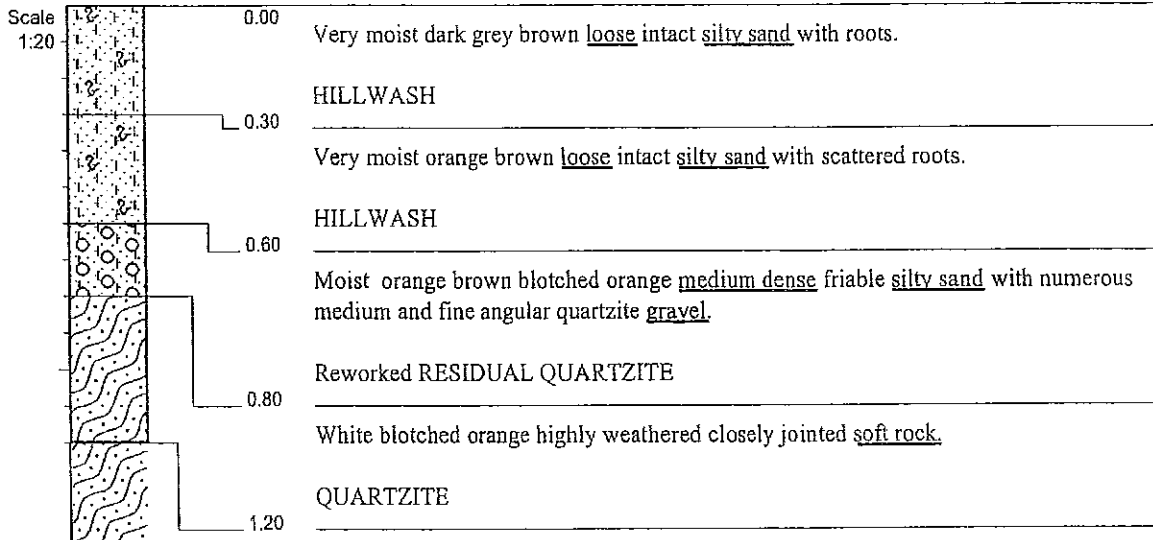 Scale
1:20
0.00
Very moist dark grey brown loose intact silty sand with roots.
HILLWASH
0.30
Very moist orange brown loose intact silty sand with scattered roots.
HILLWASH
0.60
Moist orange brown blotched orange medium dense friable silty sand with numerous
medium and fine angular quartzite gravel.
Reworked RESIDUAL QUARTZITE
0.80
White blotched orange highly weathered closely jointed soft rock.
QUARTZITE
1.20